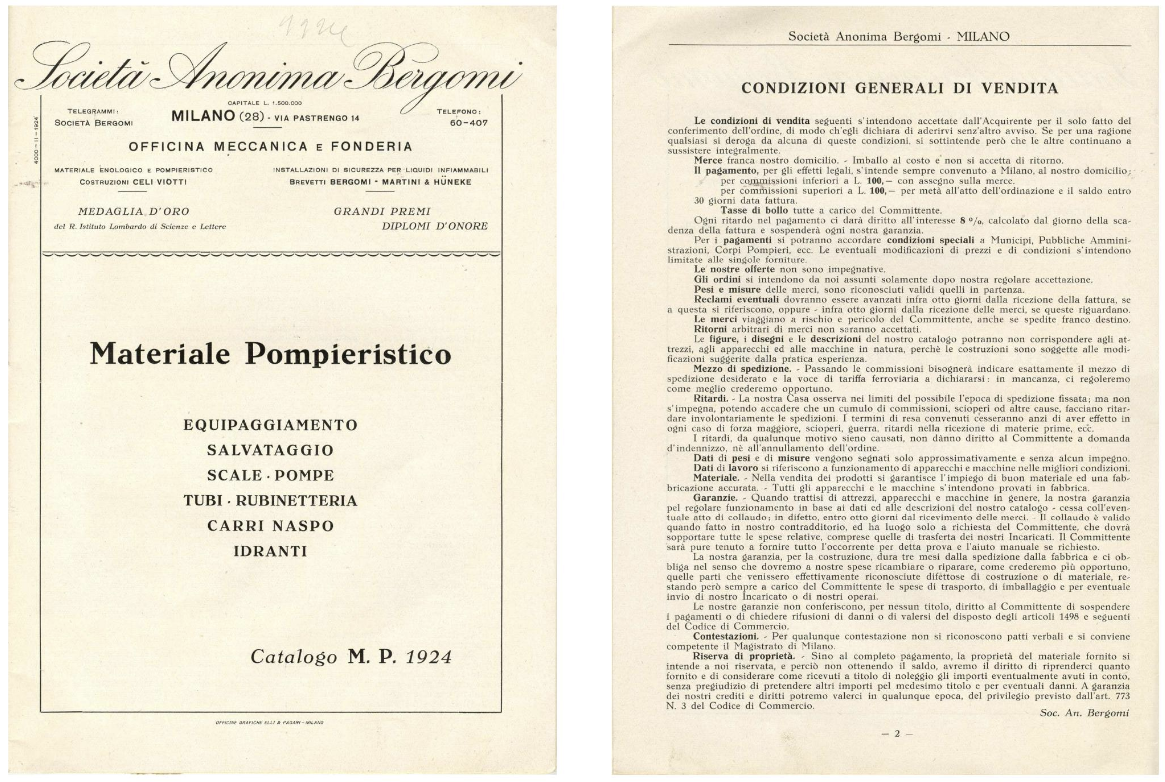 1924
Società Anonima Bergomi
CAPITALE L. 1.500.000
TELEGRAMMI:
SOCIETÀ BERGOMI
MILANO (28) - VIA PASTRENGO 14
TELEFONO:
60-407
4000-11-1924
OFFICINA MECCANICA E FONDERIA
MATERIALE ENOLOGICO E POMPIERISTICO
COSTRUZIONI CELI VIOTTI
INSTALLAZIONI DI SICUREZZA PER LIQUIDI INFIAMMABILI
BREVETTI BERGOMI - MARTINI & HÜNEKE
MEDAGLIA D'ORO
del R. Istituto Lombardo di Scienze e Lettere
GRANDI PREMI
DIPLOMI D'ONORE
Materiale Pompieristico
EQUIPAGGIAMENTO
SALVATAGGIO
SCALE · POMPE
TUBI · RUBINETTERIA
CARRI NASPO
IDRANTI
Catalogo M. P. 1924
OFFICINE GRAFICHE ELLI & PAGANI - MILANO
Società Anonima Bergomi - MILANO
CONDIZIONI GENERALI DI VENDITA
Le condizioni di vendita seguenti s'intendono accettate dall'Acquirente per il solo fatto del
conferimento dell'ordine, di modo ch'egli dichiara di aderirvi senz'altro avviso. Se per una ragione
qualsiasi si deroga da alcuna di queste condizioni, si sottintende però che le altre continuano a
sussistere integralmente.
Merce franca nostro domicilio. - Imballo al costo e non si accetta di ritorno.
Il pagamento, per gli effetti legali, s'intende sempre convenuto a Milano, al nostro domicilio;
per commissioni inferiori a L. 100,— con assegno sulla merce.
per commissioni superiori a L. 100,— per metà all'atto dell'ordinazione e il saldo entro
30 giorni data fattura.
Tasse di bollo tutte a carico del Committente.
Ogni ritardo nel pagamento ci darà diritto all'interesse 8 %, calcolato dal giorno della sca-
denza della fattura e sospenderà ogni nostra garanzia.
Per i pagamenti si potranno accordare condizioni speciali a Municipi, Pubbliche Ammini-
strazioni, Corpi Pompieri, ecc. Le eventuali modificazioni di prezzi e di condizioni s'intendono
limitate alle singole forniture.
Le nostre offerte non sono impegnative.
Gli ordini si intendono da noi assunti solamente dopo nostra regolare accettazione.
Pesi e misure delle merci, sono riconosciuti validi quelli in partenza.
Reclami eventuali dovranno essere avanzati infra otto giorni dalla ricezione della fattura, se
a questa si riferiscono, oppure - infra otto giorni dalla ricezione delle merci, se queste riguardano.
Le merci viaggiano a rischio e pericolo del Committente, anche se spedite franco destino.
Ritorni arbitrari di merci non saranno accettati.
Le figure, i disegni e le descrizioni del nostro catalogo potranno non corrispondere agli at-
trezzi, agli apparecchi ed alle macchine in natura, perchè le costruzioni sono soggette alle modi-
ficazioni suggerite dalla pratica esperienza.
Mezzo di spedizione. - Passando le commissioni bisognerà indicare esattamente il mezzo di
spedizione desiderato e la voce di tariffa ferroviaria a dichiararsi: in mancanza, ci regoleremo
come meglio crederemo opportuno.
Ritardi. - La nostra Casa osserva nei limiti del possibile l'epoca di spedizione fissata; ma non
s'impegna, potendo accadere che un cumulo di commissioni, scioperi od altre cause, facciano ritar-
dare involontariamente le spedizioni. I termini di resa convenuti cesseranno anzi di aver effetto in
ogni caso di forza maggiore, scioperi, guerra, ritardi nella ricezione di materie prime, ecc.
I ritardi, da qualunque motivo sieno causati, non dànno diritto al Committente a domanda
d'indennizzo, nè all'annullamento dell'ordine.
Dati di pesi e di misure vengono segnati solo approssimativamente e senza alcun impegno.
Dati di lavoro si riferiscono a funzionamento di apparecchi e macchine nelle migliori condizioni.
Materiale. - Nella vendita dei prodotti si garantisce l'impiego di buon materiale ed una fab-
bricazione accurata. - Tutti gli apparecchi e le macchine s'intendono provati in fabbrica.
Garanzie. - Quando trattisi di attrezzi, apparecchi e macchine in genere, la nostra garanzia
pel regolare funzionamento in base ai dati ed alle descrizioni del nostro catalogo - cessa coll'even-
tuale atto di collaudo; in difetto, entro otto giorni dal ricevimento delle merci. - Il collaudo è valido
quando fatto in nostro contradditorio, ed ha luogo solo a richiesta del Committente, che dovrà
sopportare tutte le spese relative, comprese quelle di trasferta dei nostri Incaricati. Il Committente
sarà pure tenuto a fornire tutto l'occorrente per detta prova e l'aiuto manuale se richiesto.
La nostra garanzia, per la costruzione, dura tre mesi dalla spedizione dalla fabbrica e ci ob-
bliga nel senso che dovremo a nostre spese ricambiare o riparare, come crederemo più opportuno,
quelle parti che venissero effettivamente riconosciute difettose di costruzione o di materiale, re-
stando però sempre a carico del Committente le spese di trasporto, di imballaggio e per eventuale
invio di nostro Incaricato o di nostri operai.
Le nostre garanzie non conferiscono, per nessun titolo, diritto al Committente di sospendere
i pagamenti o di chiedere rifusioni di danni o di valersi del disposto degli articoli 1498 e seguenti
del Codice di Commercio.
Contestazioni. - Per qualunque contestazione non si riconoscono patti verbali e si conviene
competente il Magistrato di Milano.
Riserva di proprietà. - Sino al completo pagamento, la proprietà del materiale fornito si
intende a noi riservata, e perciò non ottenendo il saldo, avremo il diritto di riprenderci quanto
fornito e di considerare come ricevuti a titolo di noleggio gli importi eventualmente avuti in conto,
senza pregiudizio di pretendere altri importi pel medesimo titolo e per eventuali danni. A garanzia
dei nostri crediti e diritti potremo valerci in qualunque epoca, del privilegio previsto dall'art. 773
N. 3 del Codice di Commercio.
Soc. An. Bergomi
— 2 —